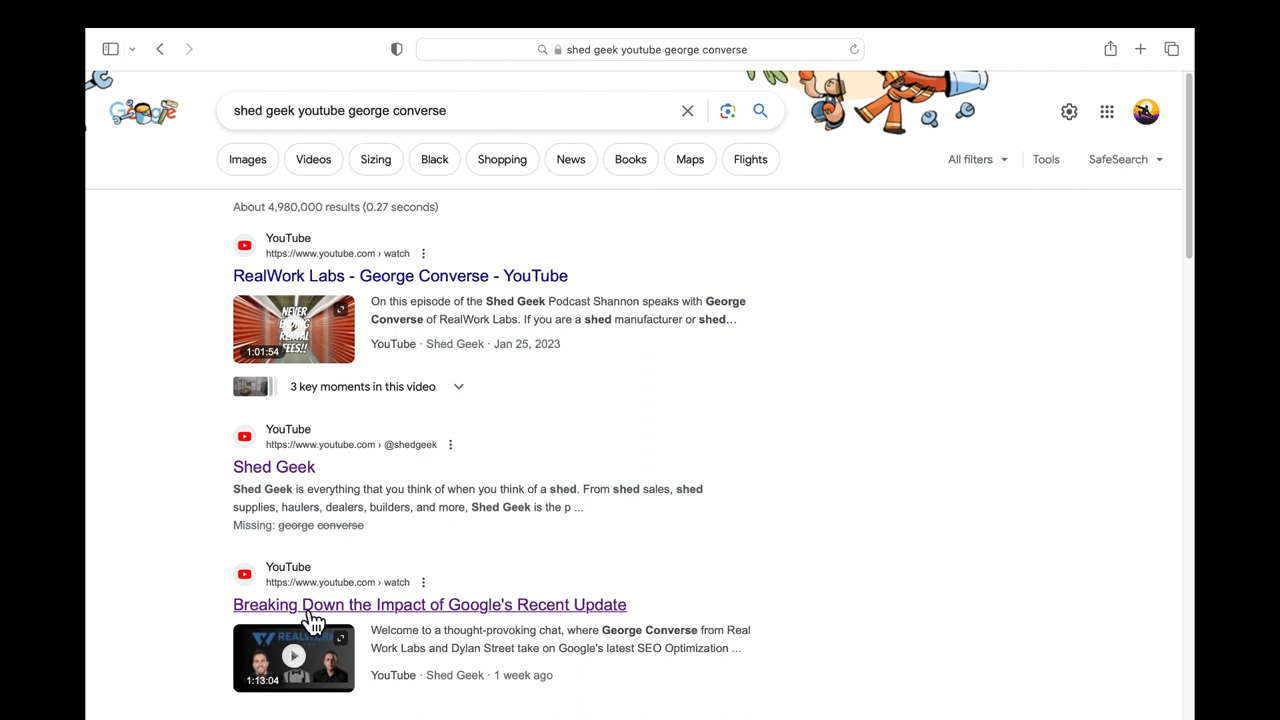 shed geek youtube george converse
Google
shed geek youtube george converse
Images
Videos
Sizing
Black
Shopping
News
Books
Maps
Flights
All filters
Tools
SafeSearch
About 4,980,000 results (0.27 seconds)
YouTube
https://www.youtube.com › watch
RealWork Labs - George Converse - YouTube
NEVER
ENDING
RENTAL
FEES!!
1:01:54
On this episode of the Shed Geek Podcast Shannon speaks with George
Converse of RealWork Labs. If you are a shed manufacturer or shed...
YouTube · Shed Geek · Jan 25, 2023
3 key moments in this video
YouTube
https://www.youtube.com › @shedgeek
Shed Geek
Shed Geek is everything that you think of when you think of a shed. From shed sales, shed
supplies, haulers, dealers, builders, and more, Shed Geek is the p ...
Missing: george converse
YouTube
https://www.youtube.com › watch
Breaking Down the Impact of Google's Recent Update
REALWORK
1:13:04
Welcome to a thought-provoking chat, where George Converse from Real
Work Labs and Dylan Street take on Google's latest SEO Optimization ...
YouTube · Shed Geek · 1 week ago